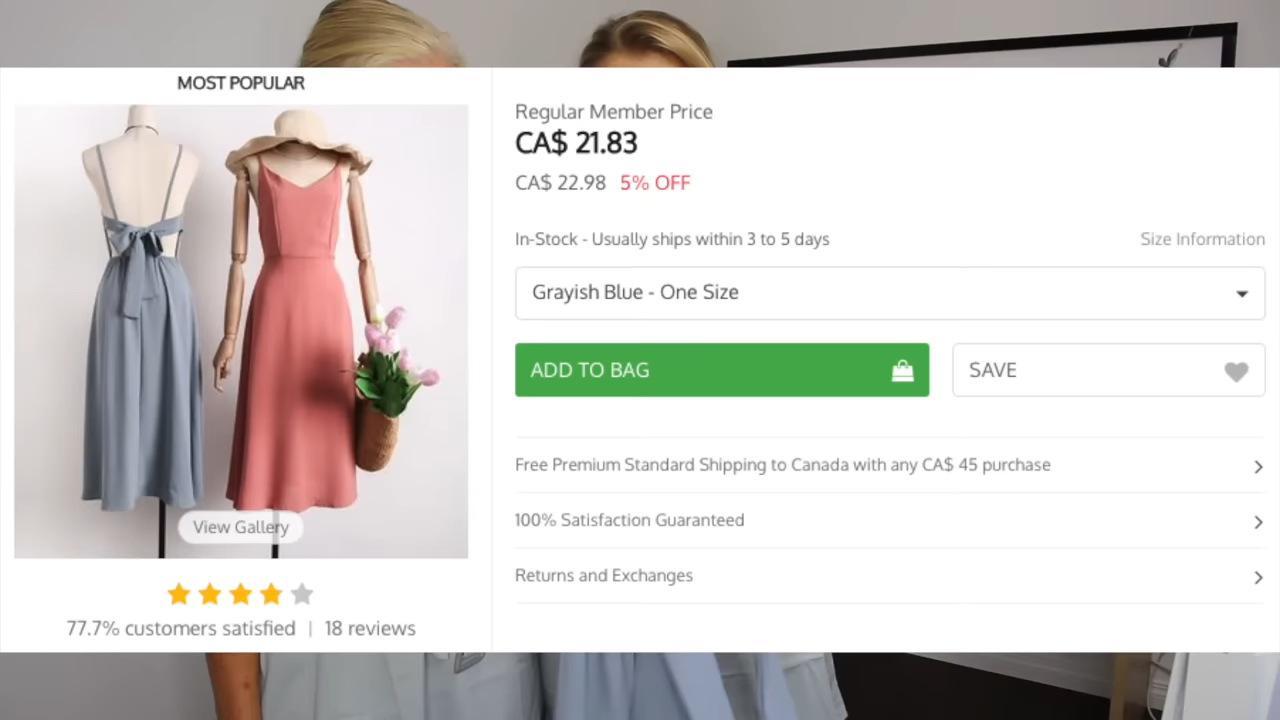 MOST POPULAR
View Gallery
77.7% customers satisfied | 18 reviews
Regular Member Price
CA$ 21.83
CA$ 22.98 5% OFF
In-Stock - Usually ships within 3 to 5 days
Size Information
Grayish Blue - One Size
ADD TO BAG
SAVE
Free Premium Standard Shipping to Canada with any CA$ 45 purchase
100% Satisfaction Guaranteed
Returns and Exchanges